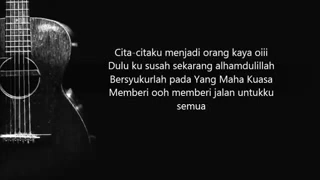 Cita-citaku menjadi orang kaya oiii
Dulu ku susah sekarang alhamdulillah
Bersyukurlah pada Yang Maha Kuasa
Memberi ooh memberi jalan untukku
semua